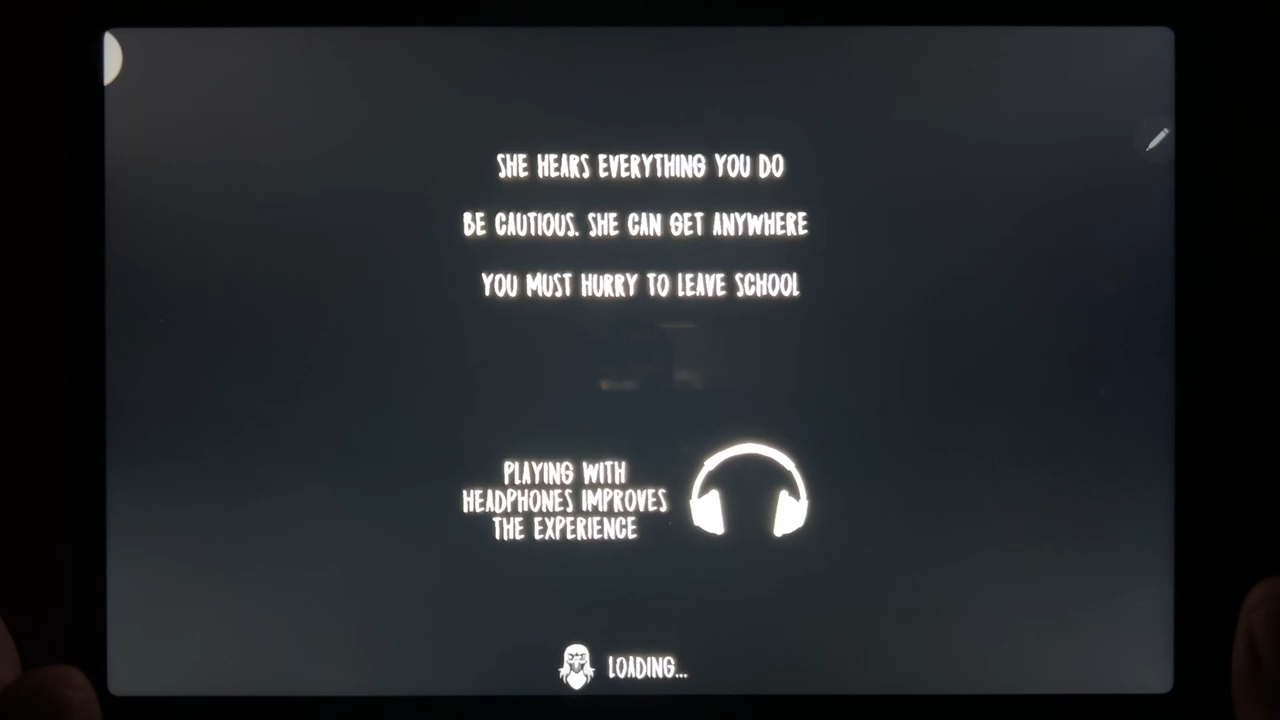 SHE HEARS EVERYTHING YOU DO
BE CAUTIOUS. SHE CAN GET ANYWHERE
YOU MUST HURRY TO LEAVE SCHOOL
PLAYING WITH
HEADPHONES IMPROVES
THE EXPERIENCE
LOADING...